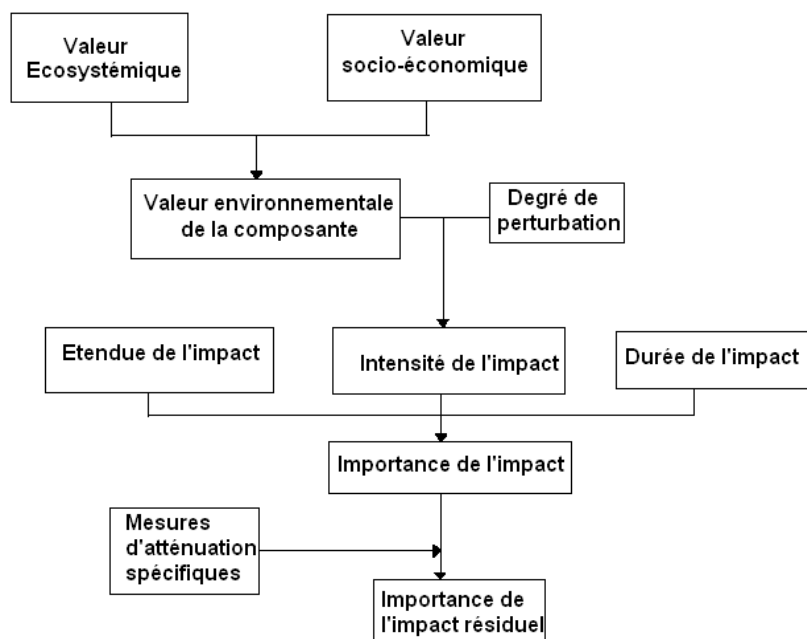 Valeur
Ecosystémique
Valeur
socio-économique
Valeur environnementale
de la composante
Degré de
perturbation
Etendue de l'impact
Intensité de l'impact
Durée de l'impact
Importance de l'impact
Mesures
d'atténuation
spécifiques
Importance de
l'impact résiduel